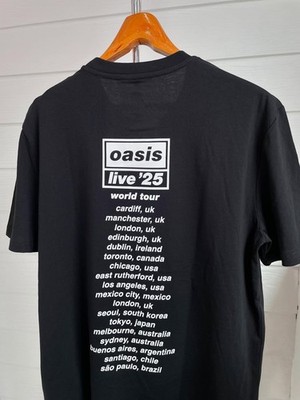 oasis
live '25
world tour
cardiff, uk
manchester, uk
london, uk
edinburgh, uk
dublin, ireland
toronto, canada
chicago, usa
east rutherford, usa
los angeles, usa
mexico city, mexico
london, uk
seoul, south korea
tokyo, japan
melbourne, australia
sydney, australia
buenos aires, argentina
santiago, chile
são paulo, brazil